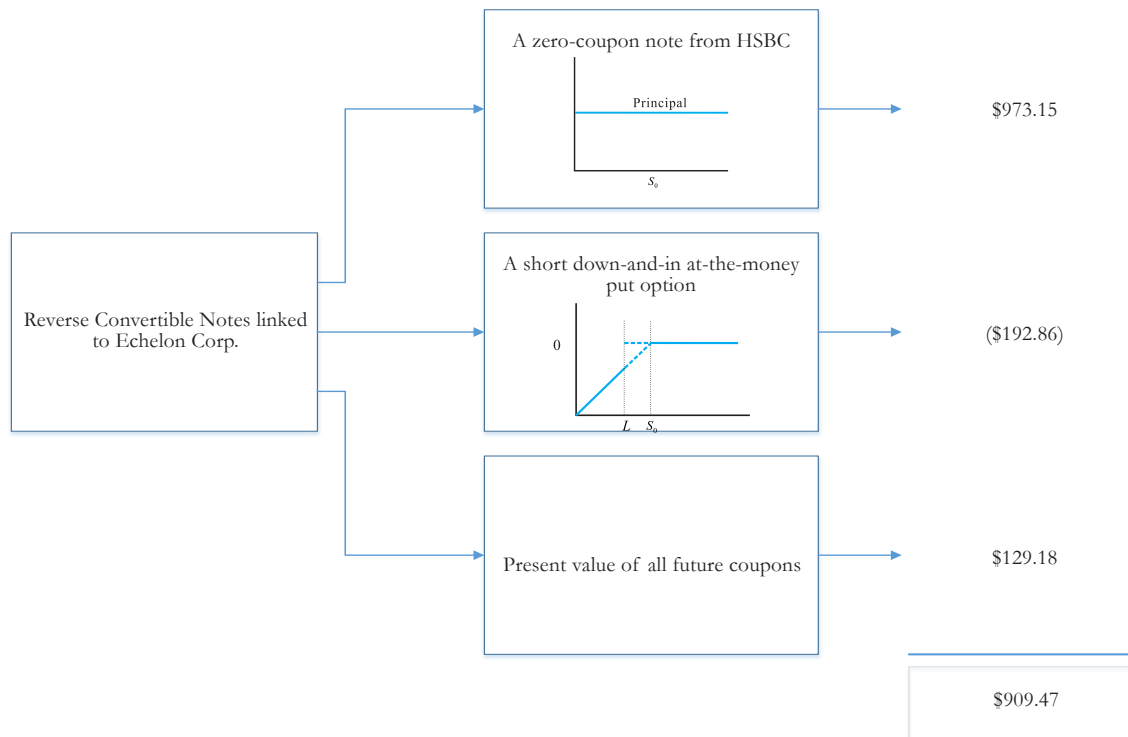 A zero-coupon note from HSBC
Principal
S₀
$973.15
Reverse Convertible Notes linked
to Echelon Corp.
A short down-and-in at-the-money
put option
0
L S₀
($192.86)
Present value of all future coupons
$129.18
$909.47